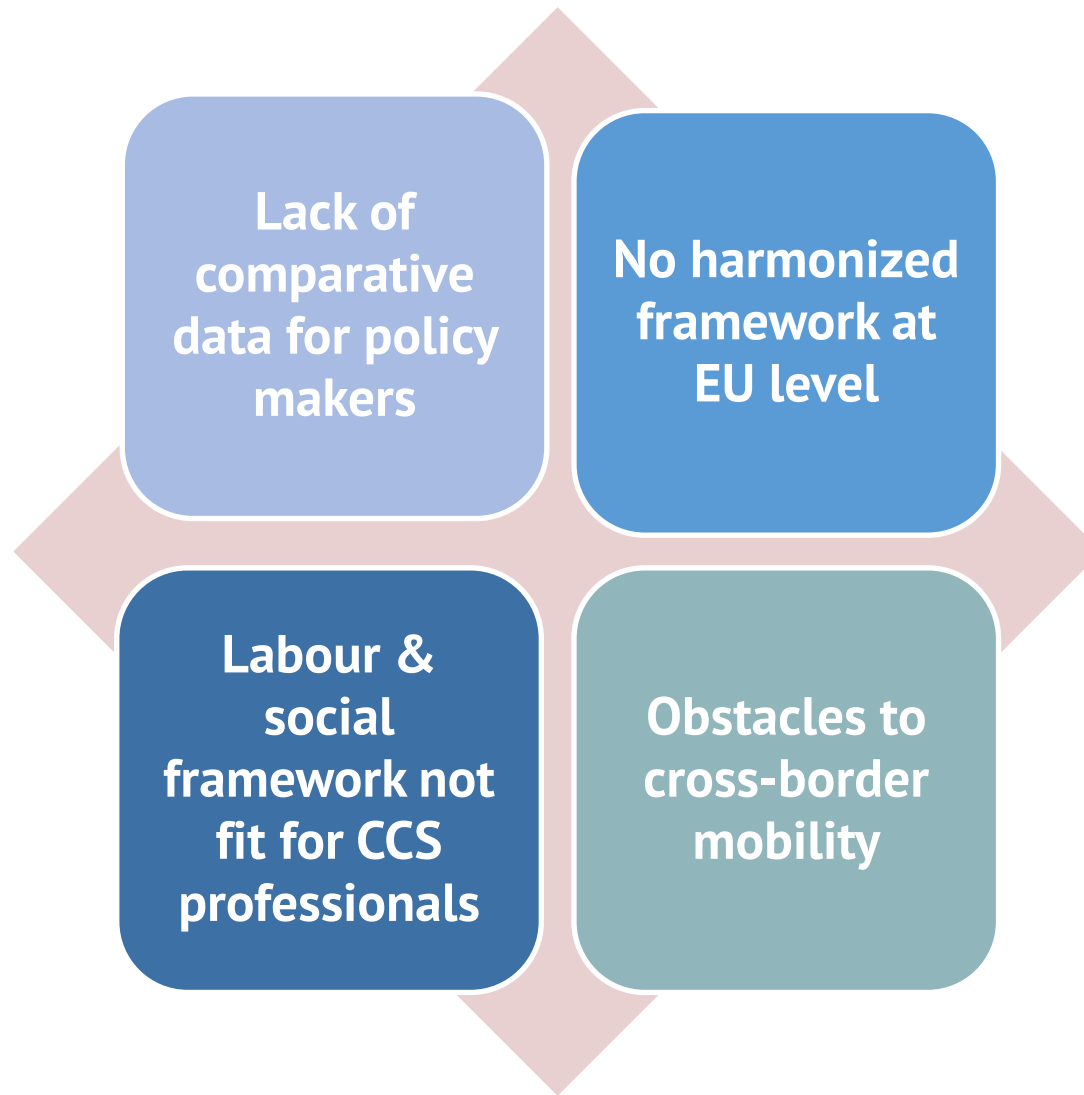 Lack of
comparative
data for policy
makers
No harmonized
framework at
EU level
Labour &
social
framework not
fit for CCS
professionals
Obstacles to
cross-border
mobility